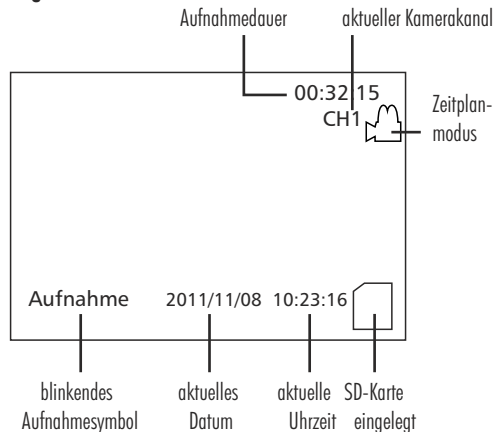 Aufnahmedauer aktueller Kamerakanal
00:32:15
CH1
Zeitplan-
modus
Aufnahme 2011/11/08 10:23:16
blinkendes aktuelles aktuelle SD-Karte
Aufnahmesymbol Datum Uhrzeit eingelegt